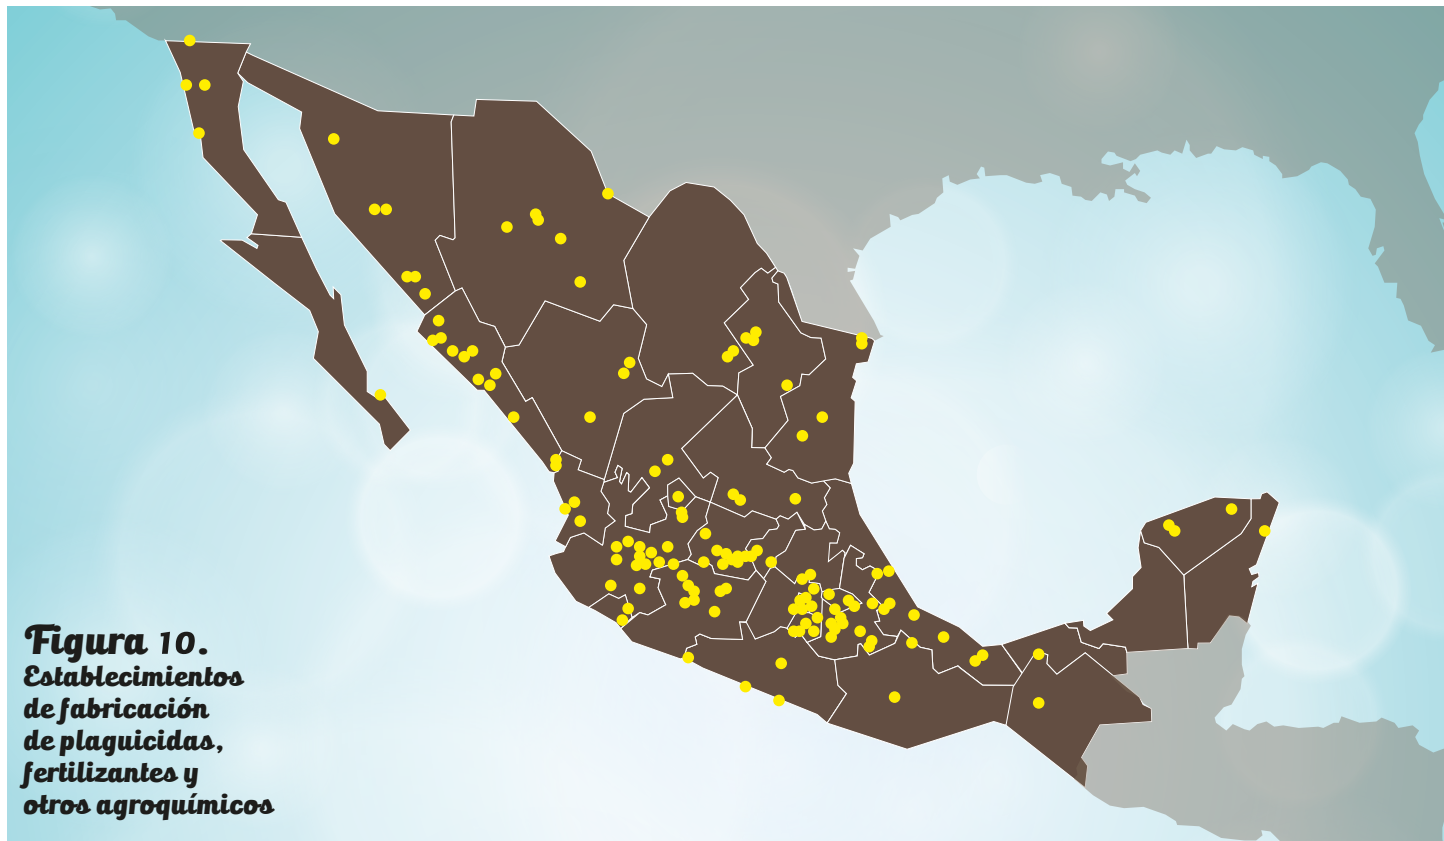 Figura 10.
Establecimientos
de fabricación
de plaguicidas,
fertilizantes y
otros agroquímicos